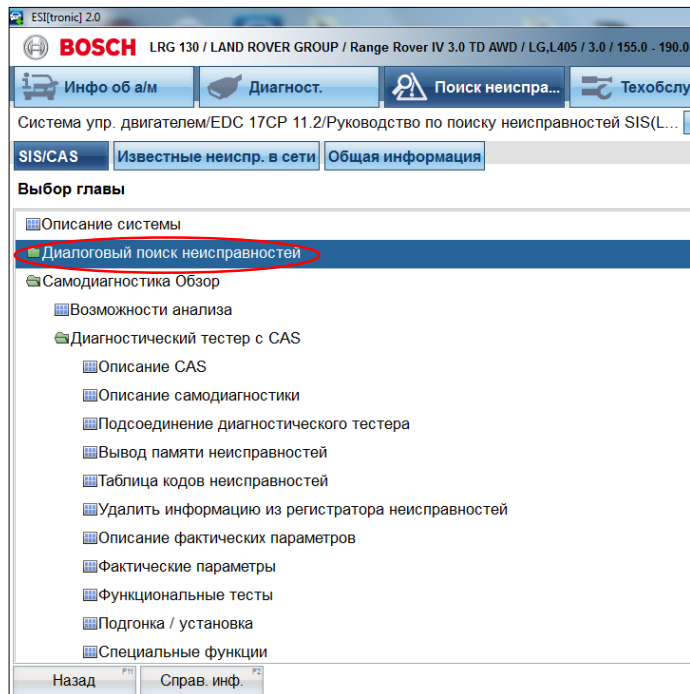 ESI[tronic] 2.0
BOSCH LRG 130 / LAND ROVER GROUP / Range Rover IV 3.0 TD AWD / LG,L405 / 3.0 / 155.0 - 190.0
Инфо об а/м Диагност. Поиск неиспра... Техобслу
Система упр. двигателем/EDC 17CP 11.2/Руководство по поиску неисправностей SIS(L...
SIS/CAS Известные неиспр. в сети Общая информация
Выбор главы
Описание системы
Диалоговый поиск неисправностей
Самодиагностика Обзор
Возможности анализа
Диагностический тестер с CAS
Описание CAS
Описание самодиагностики
Подсоединение диагностического тестера
Вывод памяти неисправностей
Таблица кодов неисправностей
Удалить информацию из регистратора неисправностей
Описание фактических параметров
Фактические параметры
Функциональные тесты
Подгонка / установка
Специальные функции
Назад F11 Справ. инф. F2